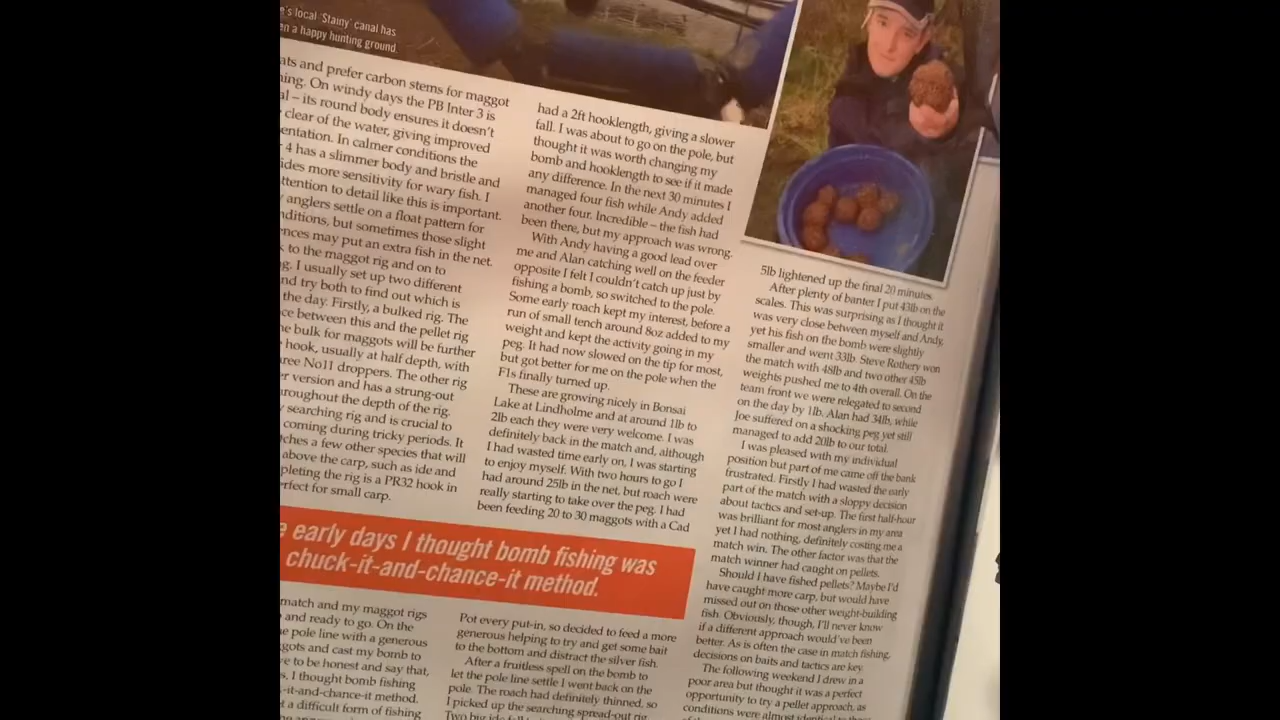 e's local 'Stainy' canal has
en a happy hunting ground
ats and prefer carbon stems for maggot
hing. On windy days the PB Inter 3 is
al – its round body ensures it doesn't
clear of the water, giving improved
entation. In calmer conditions the
4 has a slimmer body and bristle and
ides more sensitivity for wary fish. I
ttention to detail like this is important.
anglers settle on a float pattern for
nditions, but sometimes those slight
ences may put an extra fish in the net.
k to the maggot rig and on to
g. I usually set up two different
nd try both to find out which is
the day. Firstly, a bulked rig. The
ce between this and the pellet rig
he bulk for maggots will be further
hook, usually at half depth, with
ree No11 droppers. The other rig
er version and has a strung-out
hroughout the depth of the rig.
searching rig and is crucial to
coming during tricky periods. It
tches a few other species that will
above the carp, such as ide and
pleting the rig is a PR32 hook in
erfect for small carp.
e early days I thought bomb fishing was
chuck-it-and-chance-it method.
match and my maggot rigs
and ready to go. On the
e pole line with a generous
ggots and cast my bomb to
ve to be honest and say that,
s, I thought bomb fishing
-it-and-chance-it method.
t a difficult form of fishing
had a 2ft hooklength, giving a slower
fall. I was about to go on the pole, but
thought it was worth changing my
bomb and hooklength to see if it made
any difference. In the next 30 minutes I
managed four fish while Andy added
another four. Incredible – the fish had
been there, but my approach was wrong.
With Andy having a good lead over
me and Alan catching well on the feeder
opposite I felt I couldn't catch up just by
fishing a bomb, so switched to the pole.
Some early roach kept my interest, before a
run of small tench around 8oz added to my
weight and kept the activity going in my
peg. It had now slowed on the tip for most,
but got better for me on the pole when the
F1s finally turned up.
These are growing nicely in Bonsai
Lake at Lindholme and at around 1lb to
2lb each they were very welcome. I was
definitely back in the match and, although
I had wasted time early on, I was starting
to enjoy myself. With two hours to go I
had around 25lb in the net, but roach were
really starting to take over the peg. I had
been feeding 20 to 30 maggots with a Cad
Pot every put-in, so decided to feed a more
generous helping to try and get some bait
to the bottom and distract the silver fish.
After a fruitless spell on the bomb to
let the pole line settle I went back on the
pole. The roach had definitely thinned, so
I picked up the searching spread-out rig.
Two big ide
5lb lightened up the final 20 minutes.
After plenty of banter I put 43lb on the
scales. This was surprising as I thought it
was very close between myself and Andy,
yet his fish on the bomb were slightly
smaller and went 33lb. Steve Rothery won
the match with 48lb and two other 45lb
weights pushed me to 4th overall. On the
team front we were relegated to second
on the day by 1lb. Alan had 34lb, while
Joe suffered on a shocking peg yet still
managed to add 20lb to our total.
I was pleased with my individual
position but part of me came off the bank
frustrated. Firstly I had wasted the early
part of the match with a sloppy decision
about tactics and set-up. The first half-hour
was brilliant for most anglers in my area
yet I had nothing, definitely costing me a
match win. The other factor was that the
match winner had caught on pellets.
Should I have fished pellets? Maybe I'd
have caught more carp, but would have
missed out on those other weight-building
fish. Obviously, though, I'll never know
if a different approach would've been
better. As is often the case in match fishing,
decisions on baits and tactics are key.
The following weekend I drew in a
poor area but thought it was a perfect
opportunity to try a pellet approach, as
conditions were almost identical to